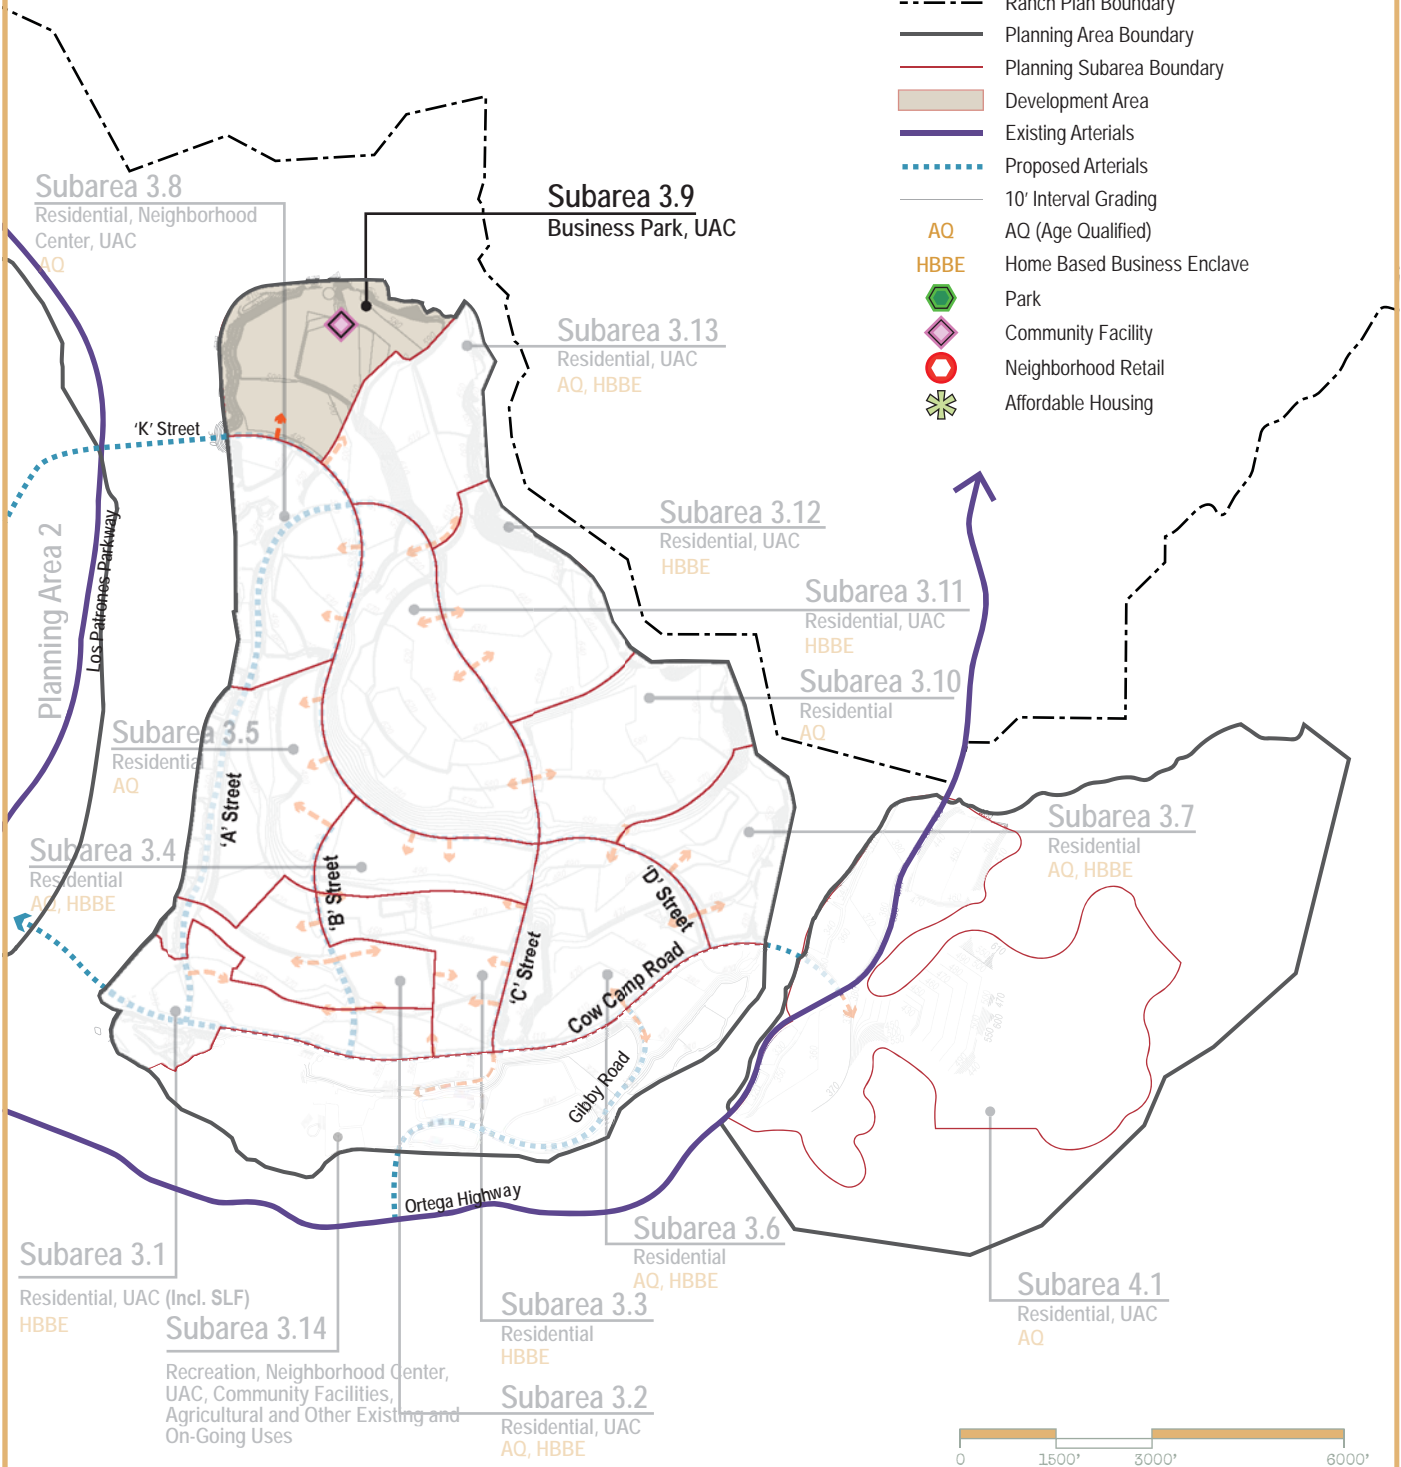 Ranch Plan Boundary
Planning Area Boundary
Planning Subarea Boundary
Development Area
Existing Arterials
Proposed Arterials
10' Interval Grading
AQ AQ (Age Qualified)
HBBE Home Based Business Enclave
Park
Community Facility
Neighborhood Retail
Affordable Housing
Subarea 3.8
Residential, Neighborhood
Center, UAC
AQ
Subarea 3.9
Business Park, UAC
Subarea 3.13
Residential, UAC
AQ, HBBE
'K' Street
Planning Area 2
Los Patrones Parkway
Subarea 3.12
Residential, UAC
HBBE
Subarea 3.11
Residential, UAC
HBBE
Subarea 3.10
Residential
AQ
Subarea 3.5
Residential
AQ
'A' Street
Subarea 3.4
Residential
AQ, HBBE
'B' Street
'C' Street
'D' Street
Cow Camp Road
Gibby Road
Subarea 3.7
Residential
AQ, HBBE
610
670
600
560
370
Ortega Highway
Subarea 3.1
Residential, UAC (Incl. SLF)
HBBE
Subarea 3.14
Recreation, Neighborhood Center,
UAC, Community Facilities,
Agricultural and Other Existing and
On-Going Uses
Subarea 3.6
Residential
AQ, HBBE
Subarea 3.3
Residential
HBBE
Subarea 3.2
Residential, UAC
AQ, HBBE
Subarea 4.1
Residential, UAC
AQ
0 1500' 3000' 6000'